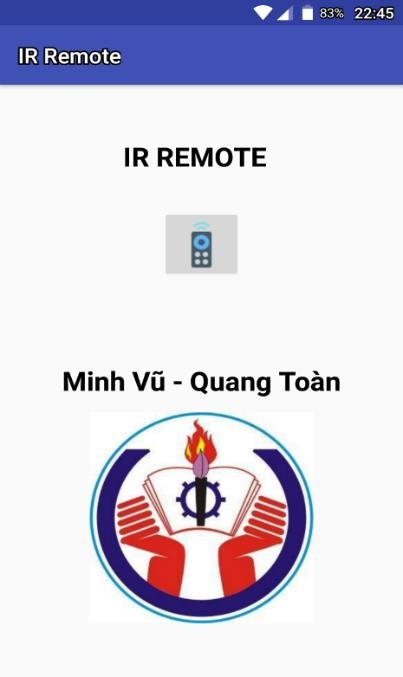 83% 22:45
IR Remote
IR REMOTE
Minh Vũ - Quang Toàn